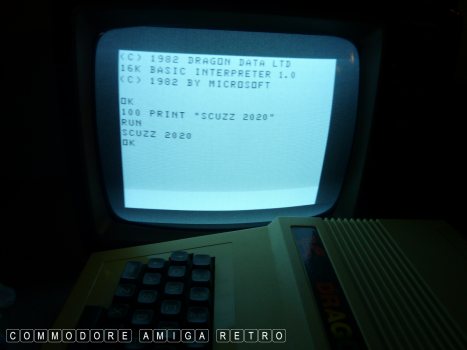 (C) 1982 DRAGON DATA LTD
16K BASIC INTERPRETER 1.0
(C) 1982 BY MICROSOFT
OK
100 PRINT "SCUZZ 2020"
RUN
SCUZZ 2020
OK
DRAG
COMMODORE AMIGA RETRO